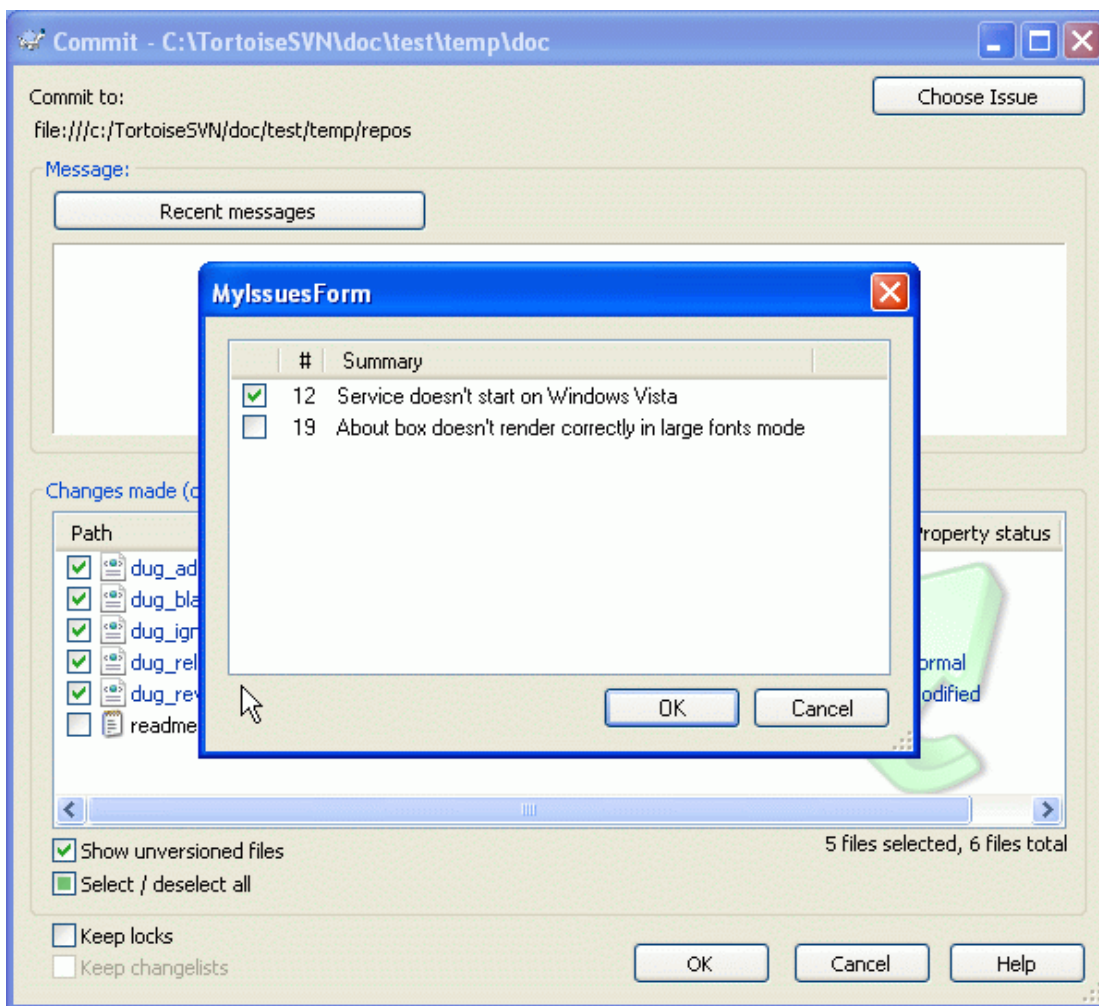 Commit - C:\TortoiseSVN\doc\test\temp\doc
Commit to:
Choose Issue
file:///c:/TortoiseSVN/doc/test/temp/repos
Message:
Recent messages
MyIssuesForm
# Summary
12 Service doesn't start on Windows Vista
19 About box doesn't render correctly in large fonts mode
OK Cancel
Changes made (
Path
Property status
dug_ad
dug_bla
dug_ign
dug_rel
ormal
dug_rev
odified
readme
5 files selected, 6 files total
Show unversioned files
Select / deselect all
Keep locks
Keep changelists
OK Cancel Help